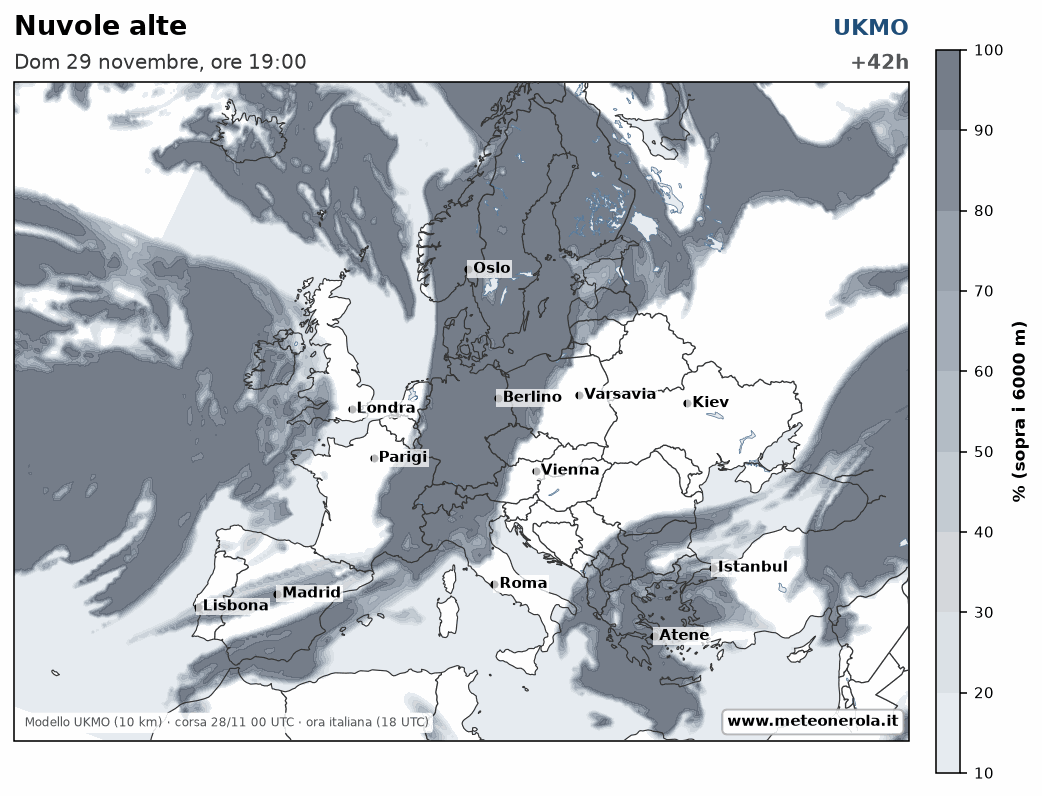 Nuvole alte
UKMO
Dom 29 novembre, ore 19:00
+42h
100
90
80
70
60
50
40
30
20
10
% (sopra i 6000 m)
Oslo
Berlino
Varsavia
Kiev
Londra
Parigi
Vienna
Istanbul
Roma
Madrid
Lisbona
Atene
Modello UKMO (10 km) · corsa 28/11 00 UTC · ora italiana (18 UTC)
www.meteonerola.it